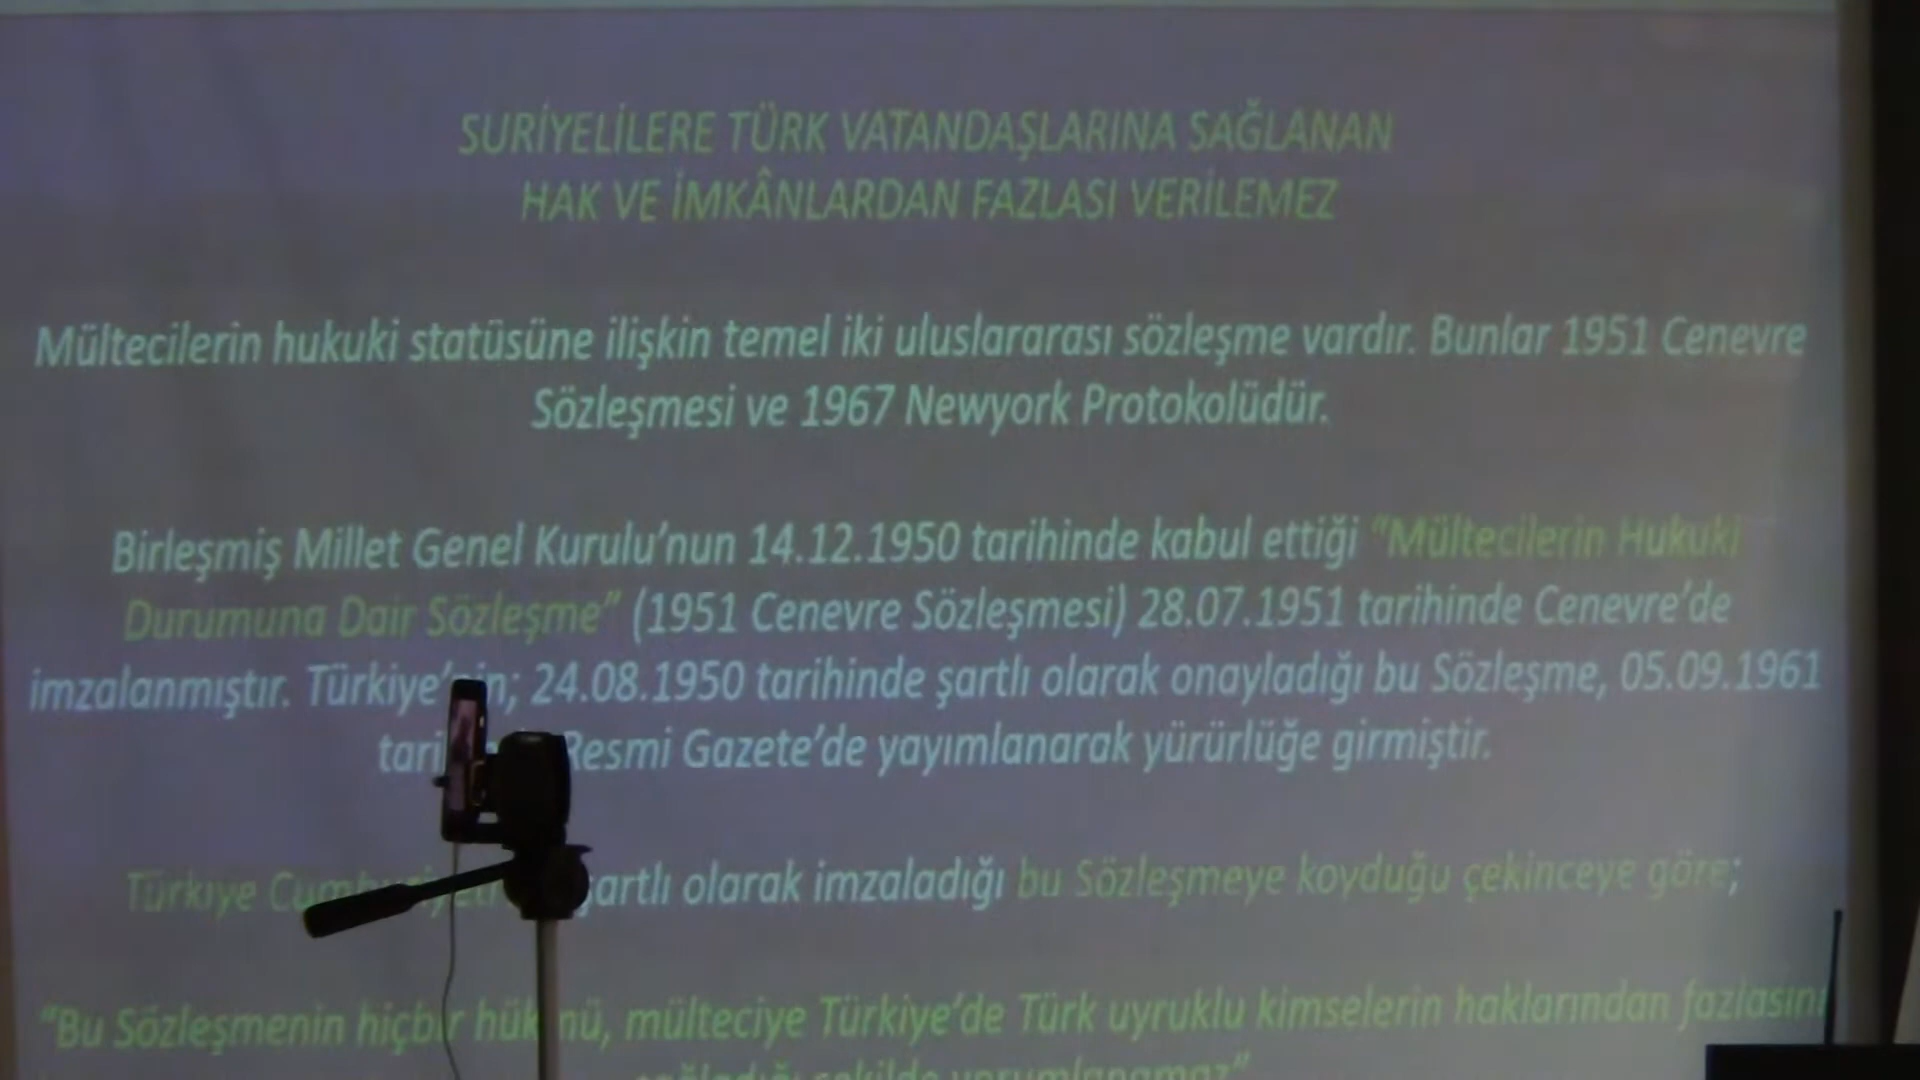 SURİYELİLERE TÜRK VATANDAŞLARINA SAĞLANAN
HAK VE İMKÂNLARDAN FAZLASI VERİLEMEZ
Mültecilerin hukuki statüsüne ilişkin temel iki uluslararası sözleşme vardır. Bunlar 1951 Cenevre
Sözleşmesi ve 1967 Newyork Protokolüdür.
Birleşmiş Millet Genel Kurulu’nun 14.12.1950 tarihinde kabul ettiği “Mültecilerin Hukuki
Durumuna Dair Sözleşme” (1951 Cenevre Sözleşmesi) 28.07.1951 tarihinde Cenevre’de
imzalanmıştır. Türkiye’nin; 24.08.1950 tarihinde şartlı olarak onayladığı bu Sözleşme, 05.09.1961
Resmi Gazete’de yayımlanarak yürürlüğe girmiştir.
Türkiye şartlı olarak imzaladığı bu Sözleşmeye koyduğu çekinceye göre;
“Bu Sözleşmenin hiçbir hükmü, mülteciye Türkiye’de Türk uyruklu kimselerin haklarından fazlasını
sağladığı şekilde yorumlanamaz”